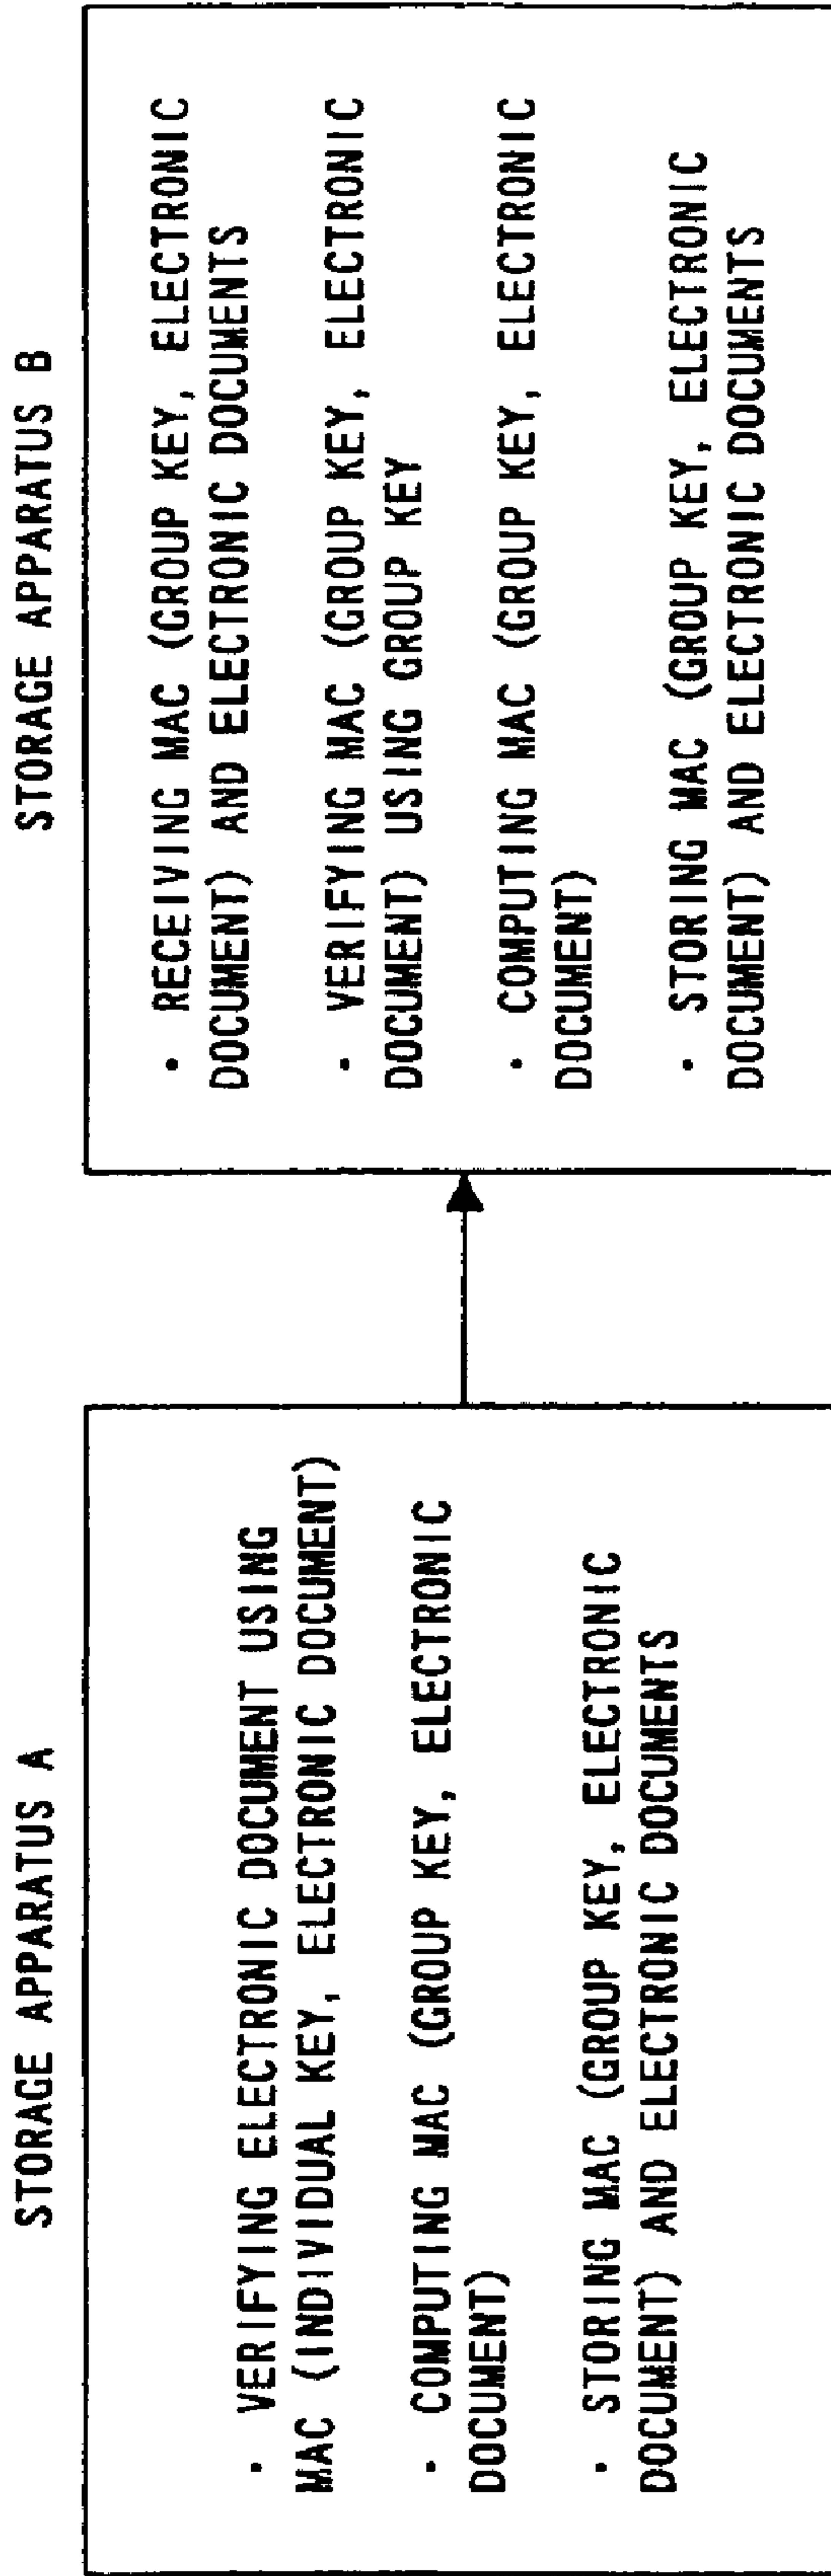 STORAGE APPARATUS A
· VERIFYING ELECTRONIC DOCUMENT USING
MAC (INDIVIDUAL KEY, ELECTRONIC DOCUMENT)
· COMPUTING MAC (GROUP KEY, ELECTRONIC
DOCUMENT)
· STORING MAC (GROUP KEY, ELECTRONIC
DOCUMENT) AND ELECTRONIC DOCUMENTS
STORAGE APPARATUS B
· RECEIVING MAC (GROUP KEY, ELECTRONIC
DOCUMENT) AND ELECTRONIC DOCUMENTS
· VERIFYING MAC (GROUP KEY, ELECTRONIC
DOCUMENT) USING GROUP KEY
· COMPUTING MAC (GROUP KEY, ELECTRONIC
DOCUMENT)
· STORING MAC (GROUP KEY, ELECTRONIC
DOCUMENT) AND ELECTRONIC DOCUMENTS